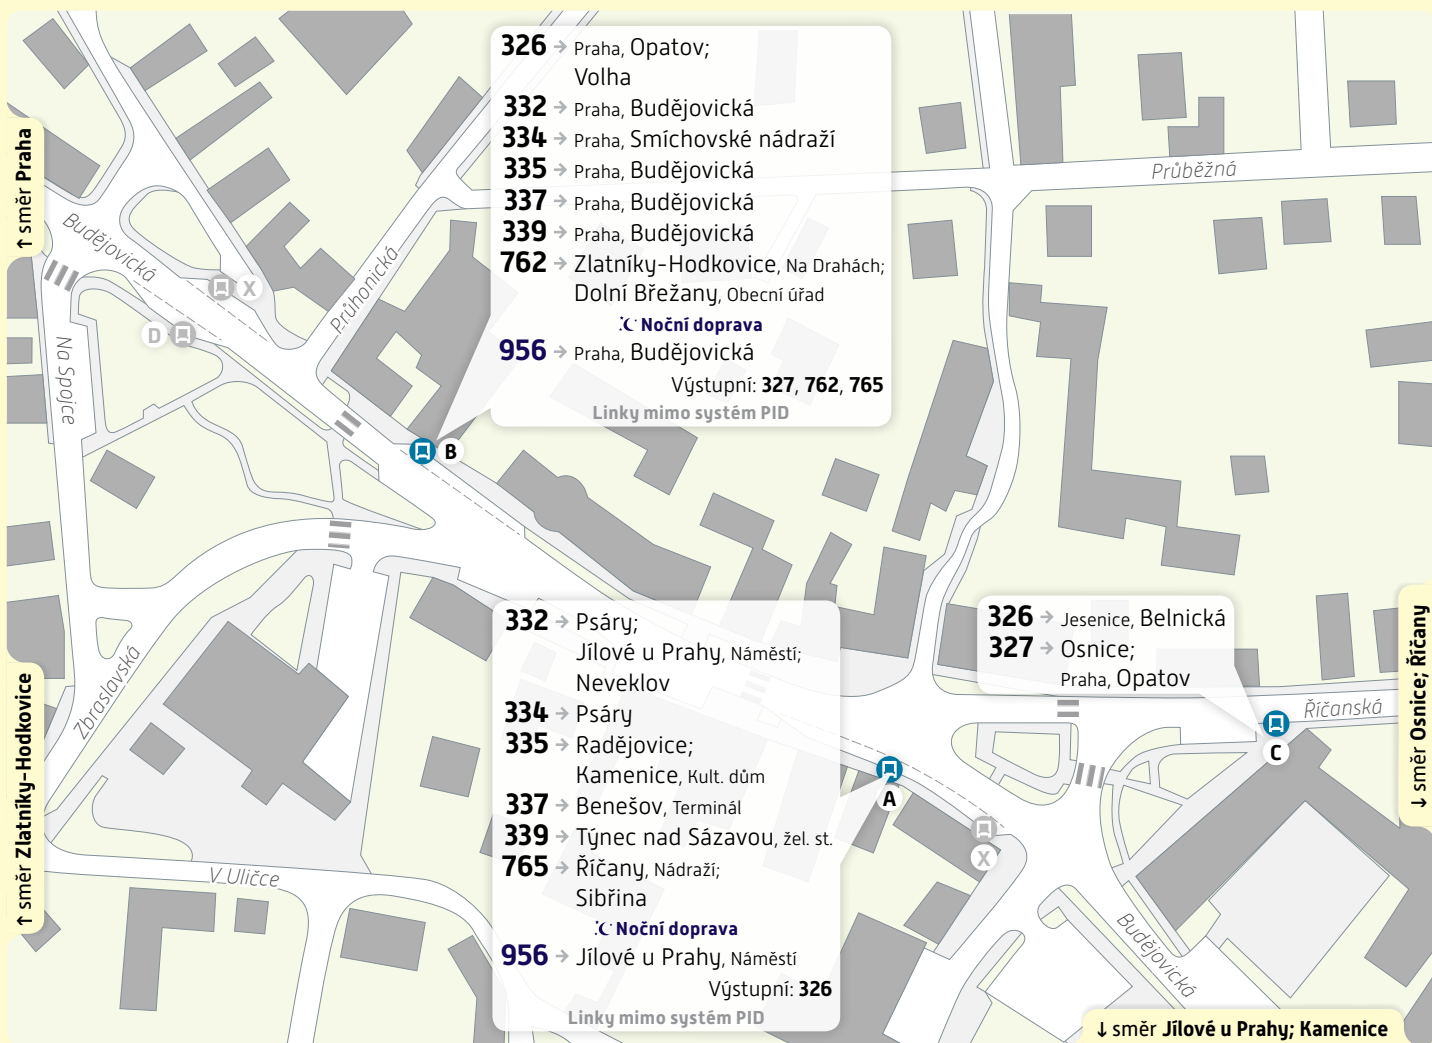 326 → Praha, Opatov;
Volha
332 → Praha, Budějovická
334 → Praha, Smíchovské nádraží
335 → Praha, Budějovická
337 → Praha, Budějovická
339 → Praha, Budějovická
762 → Zlatníky-Hodkovice, Na Drahách;
Dolní Břežany, Obecní úřad
Noční doprava
956 → Praha, Budějovická
Výstupní: 327, 762, 765
Linky mimo systém PID
↑ směr Praha
Budějovická
Průhonická
Průběžná
X
D
Na Spojce
B
332 → Psáry;
Jílové u Prahy, Náměstí;
Neveklov
334 → Psáry
335 → Radějovice;
Kamenice, Kult. dům
337 → Benešov, Terminál
339 → Týnec nad Sázavou, žel. st.
765 → Říčany, Nádraží;
Sibřina
Noční doprava
956 → Jílové u Prahy, Náměstí
Výstupní: 326
Linky mimo systém PID
326 → Jesenice, Belnická
327 → Osnice;
Praha, Opatov
Říčanská
C
A
X
↓ směr Osnice; Říčany
Zbraslavská
↑ směr Zlatníky-Hodkovice
V Uličce
Budějovická
↓ směr Jílové u Prahy; Kamenice